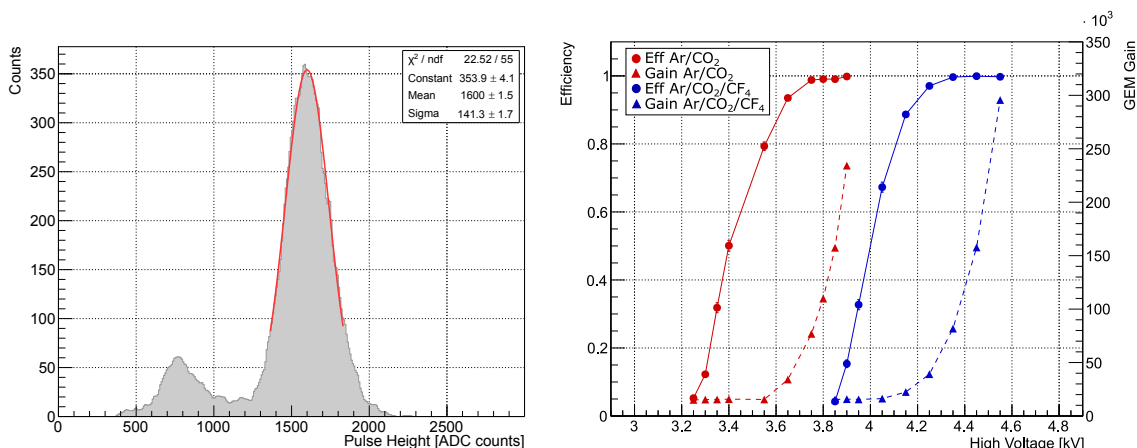 Counts
350
300
250
200
150
100
50
0
χ² / ndf 22.52 / 55
Constant 353.9 ± 4.1
Mean 1600 ± 1.5
Sigma 141.3 ± 1.7
0 500 1000 1500 2000 2500
Pulse Height [ADC counts]
Efficiency
1
0.8
0.6
0.4
0.2
0
Eff Ar/CO₂
Gain Ar/CO₂
Eff Ar/CO₂/CF₄
Gain Ar/CO₂/CF₄
· 10³
GEM Gain
350
300
250
200
150
100
50
0
3 3.2 3.4 3.6 3.8 4 4.2 4.4 4.6 4.8
High Voltage [kV]